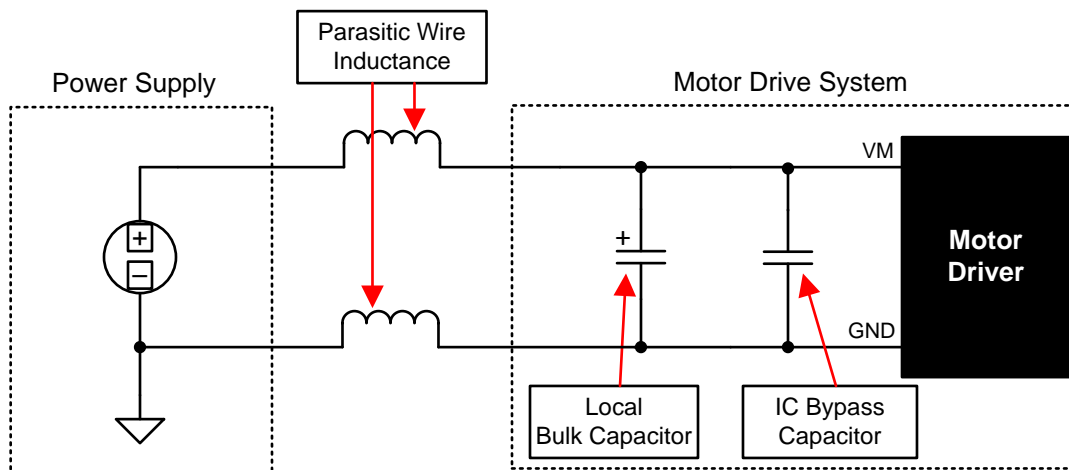 Parasitic Wire
Inductance
Power Supply
Motor Drive System
VM
+
−
+
Motor
Driver
GND
Local
Bulk Capacitor
IC Bypass
Capacitor